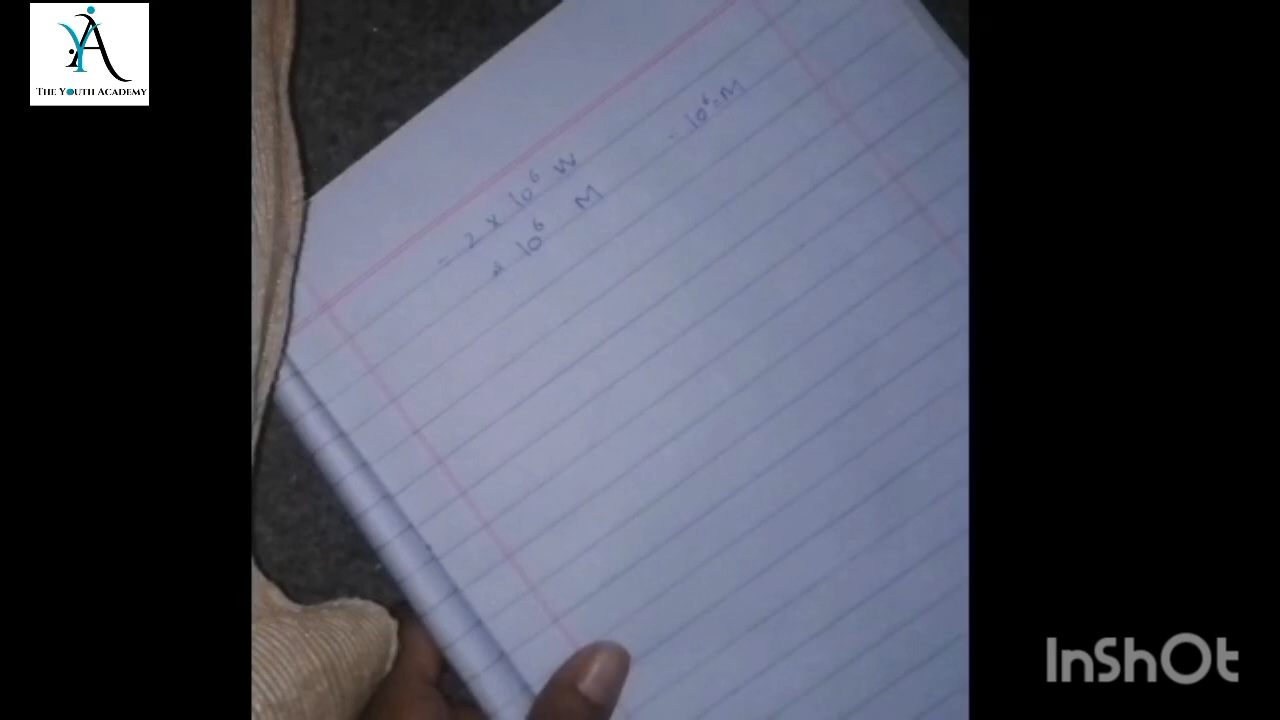 THE YOUTH ACADEMY
= 2 x 10⁶ W
10⁶ M
= 10⁶ = M
InShOt